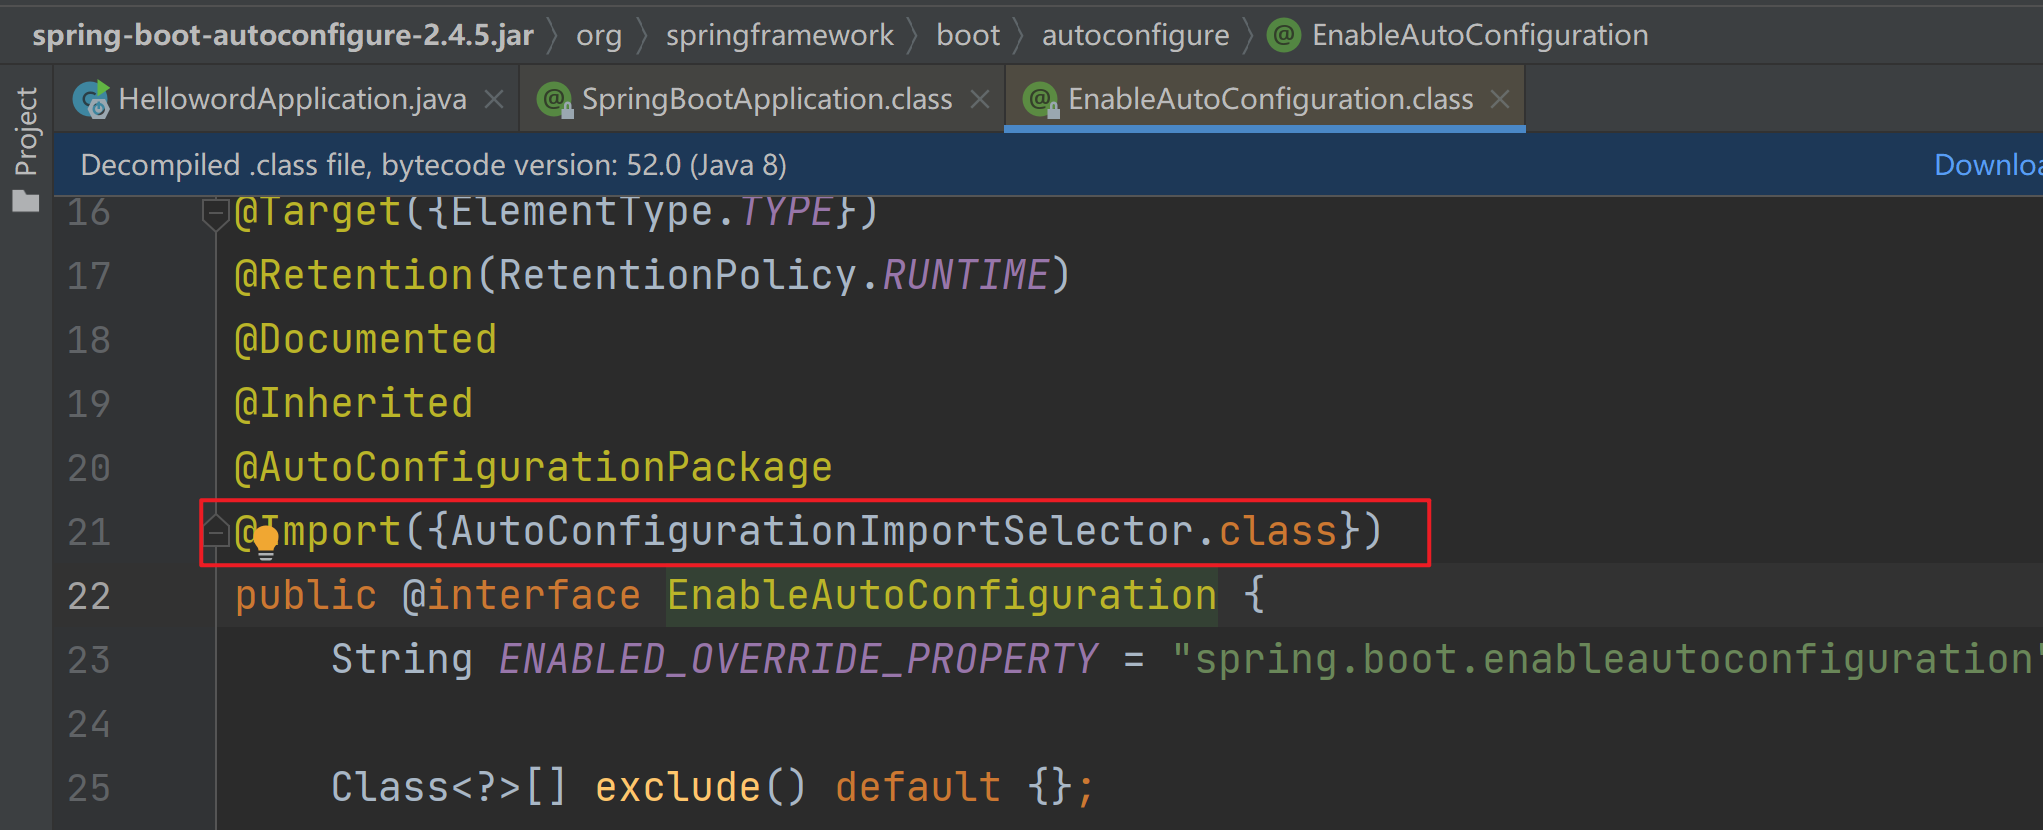 spring-boot-autoconfigure-2.4.5.jar org springframework boot autoconfigure @ EnableAutoConfiguration
Project
HellowordApplication.java SpringBootApplication.class EnableAutoConfiguration.class
Decompiled .class file, bytecode version: 52.0 (Java 8) Downloa
16 @Target({ElementType.TYPE})
17 @Retention(RetentionPolicy.RUNTIME)
18 @Documented
19 @Inherited
20 @AutoConfigurationPackage
21 @Import({AutoConfigurationImportSelector.class})
22 public @interface EnableAutoConfiguration {
23 String ENABLED_OVERRIDE_PROPERTY = "spring.boot.enableautoconfiguration"
24
25 Class<?>[] exclude() default {};